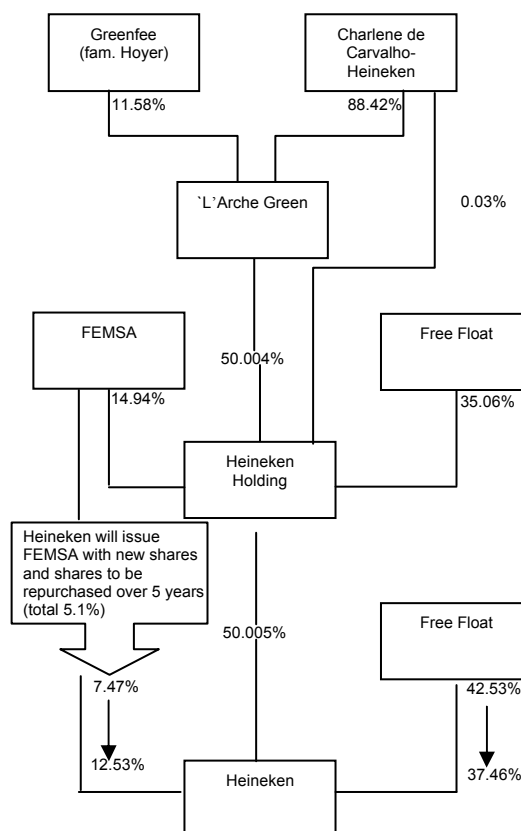 Greenfee
(fam. Hoyer)
Charlene de
Carvalho-
Heineken
11.58%
88.42%
`L'Arche Green
0.03%
FEMSA
Free Float
50.004%
14.94%
35.06%
Heineken
Holding
Heineken will issue
FEMSA with new shares
and shares to be
repurchased over 5 years
(total 5.1%)
50.005%
Free Float
7.47%
42.53%
12.53%
37.46%
Heineken